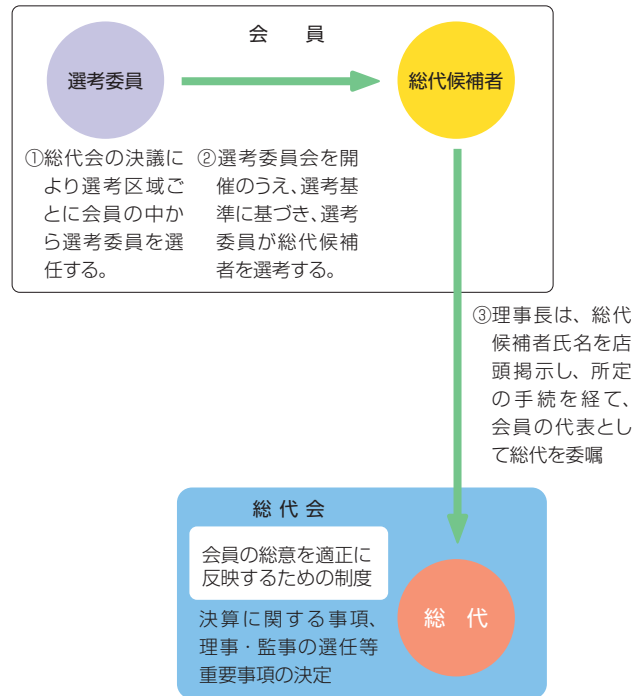 会　員
選考委員
総代候補者
①総代会の決議に
より選考区域ご
とに会員の中か
ら選考委員を選
任する。
②選考委員会を開
催のうえ、選考基
準に基づき、選考
委員が総代候補
者を選考する。
③理事長は、総代
候補者氏名を店
頭掲示し、所定
の手続を経て、
会員の代表とし
て総代を委嘱
総代会
会員の総意を適正に
反映するための制度
決算に関する事項、
理事・監事の選任等
重要事項の決定
総　代